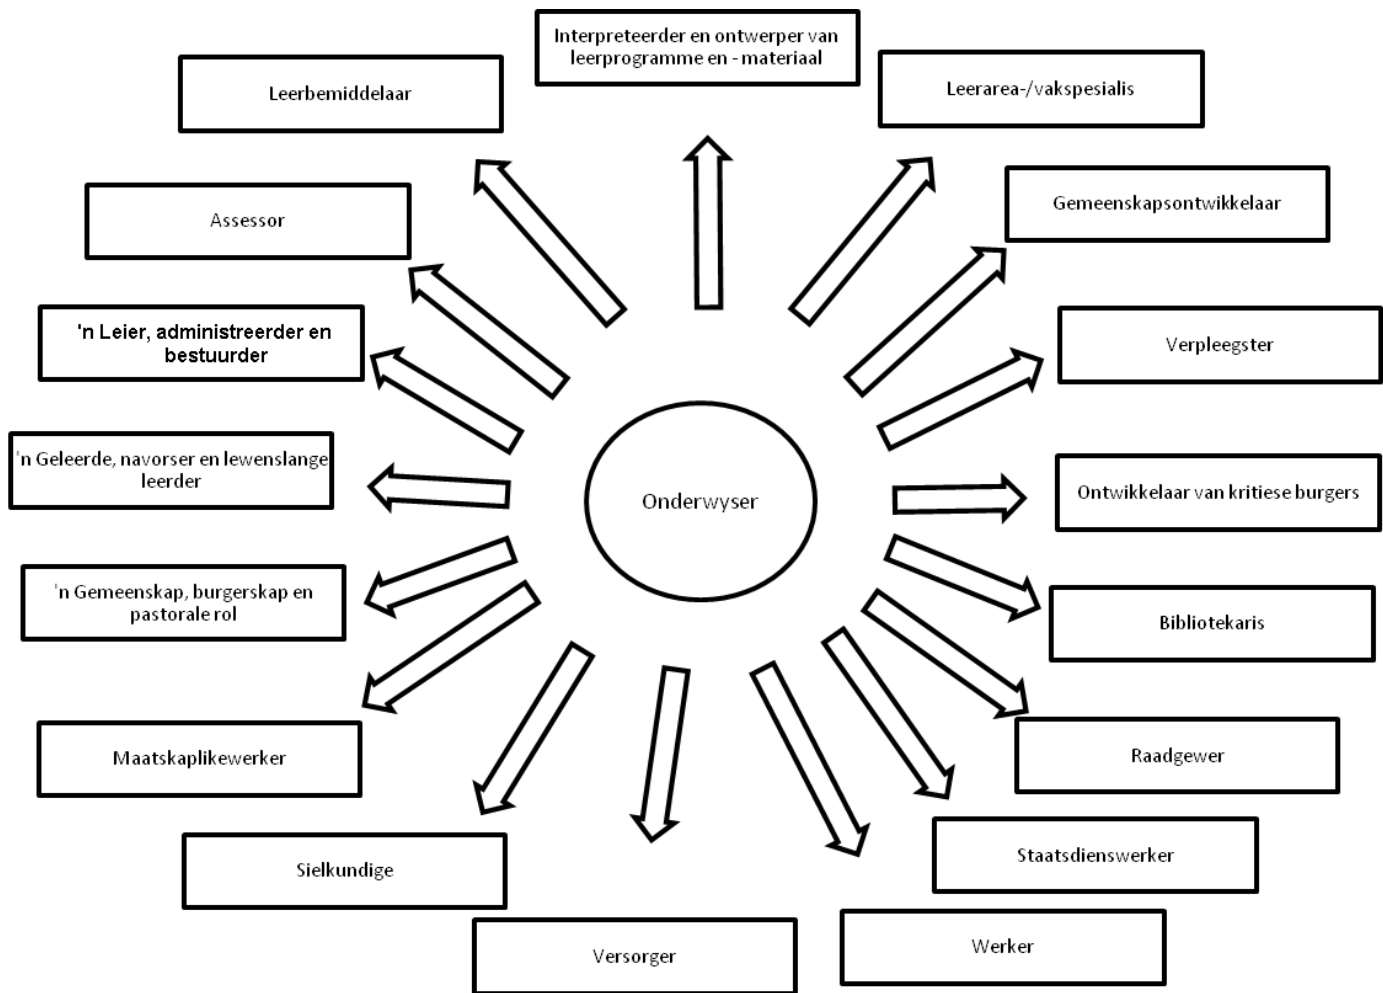 Interpreteerder en ontwerper van
leerprogramme en - materiaal
Leerbemiddelaar
Leerarea-/vakspesialis
Assessor
Gemeenskapsontwikkelaar
'n Leier, administreerder en
bestuurder
Verpleegster
'n Geleerde, navorser en lewenslange
leerder
Onderwyser
Ontwikkelaar van kritiese burgers
'n Gemeenskap, burgerskap en
pastorale rol
Bibliotekaris
Maatskaplikewerker
Raadgewer
Sielkundige
Staatsdienswerker
Versorger
Werker